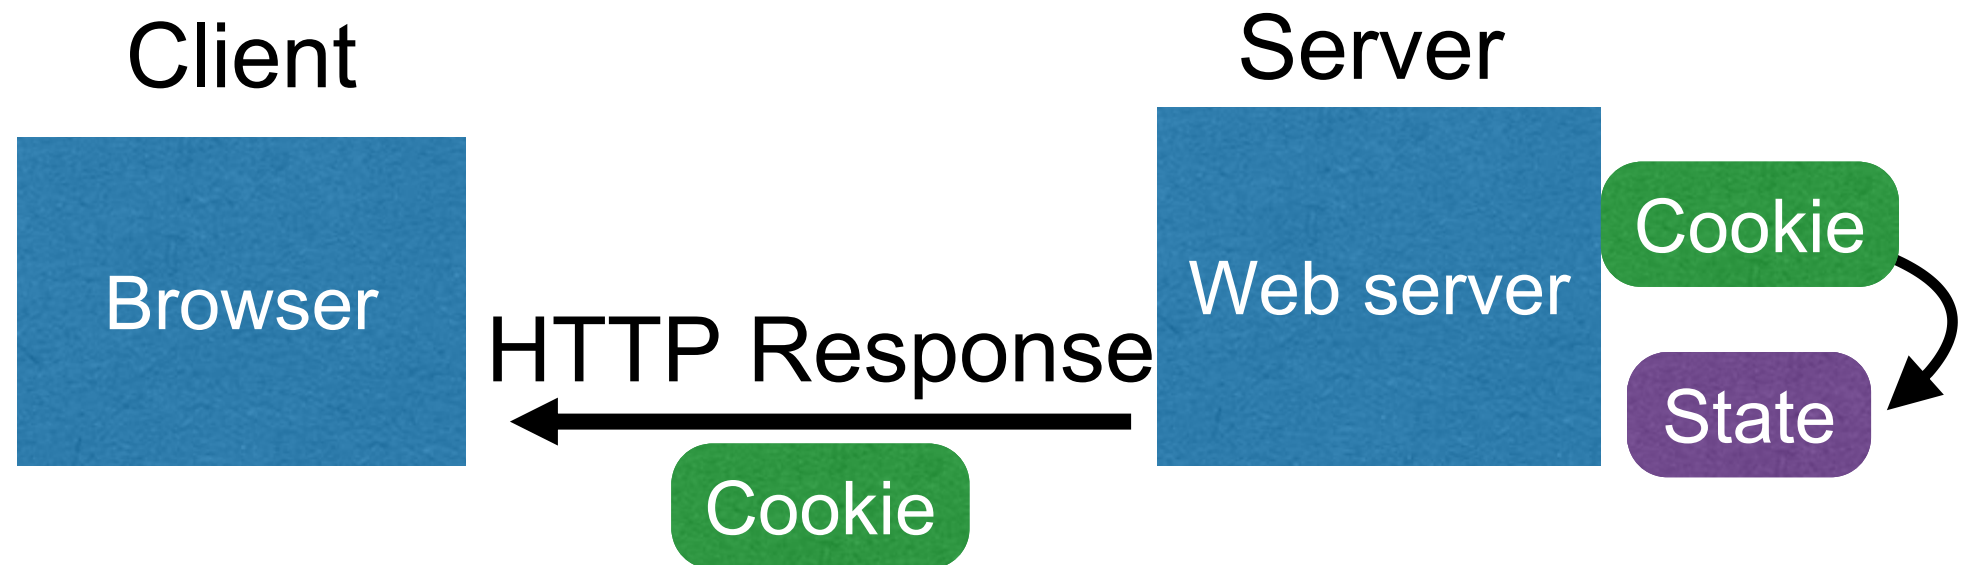 Client
Server
Browser
Web server
Cookie
State
HTTP Response
Cookie